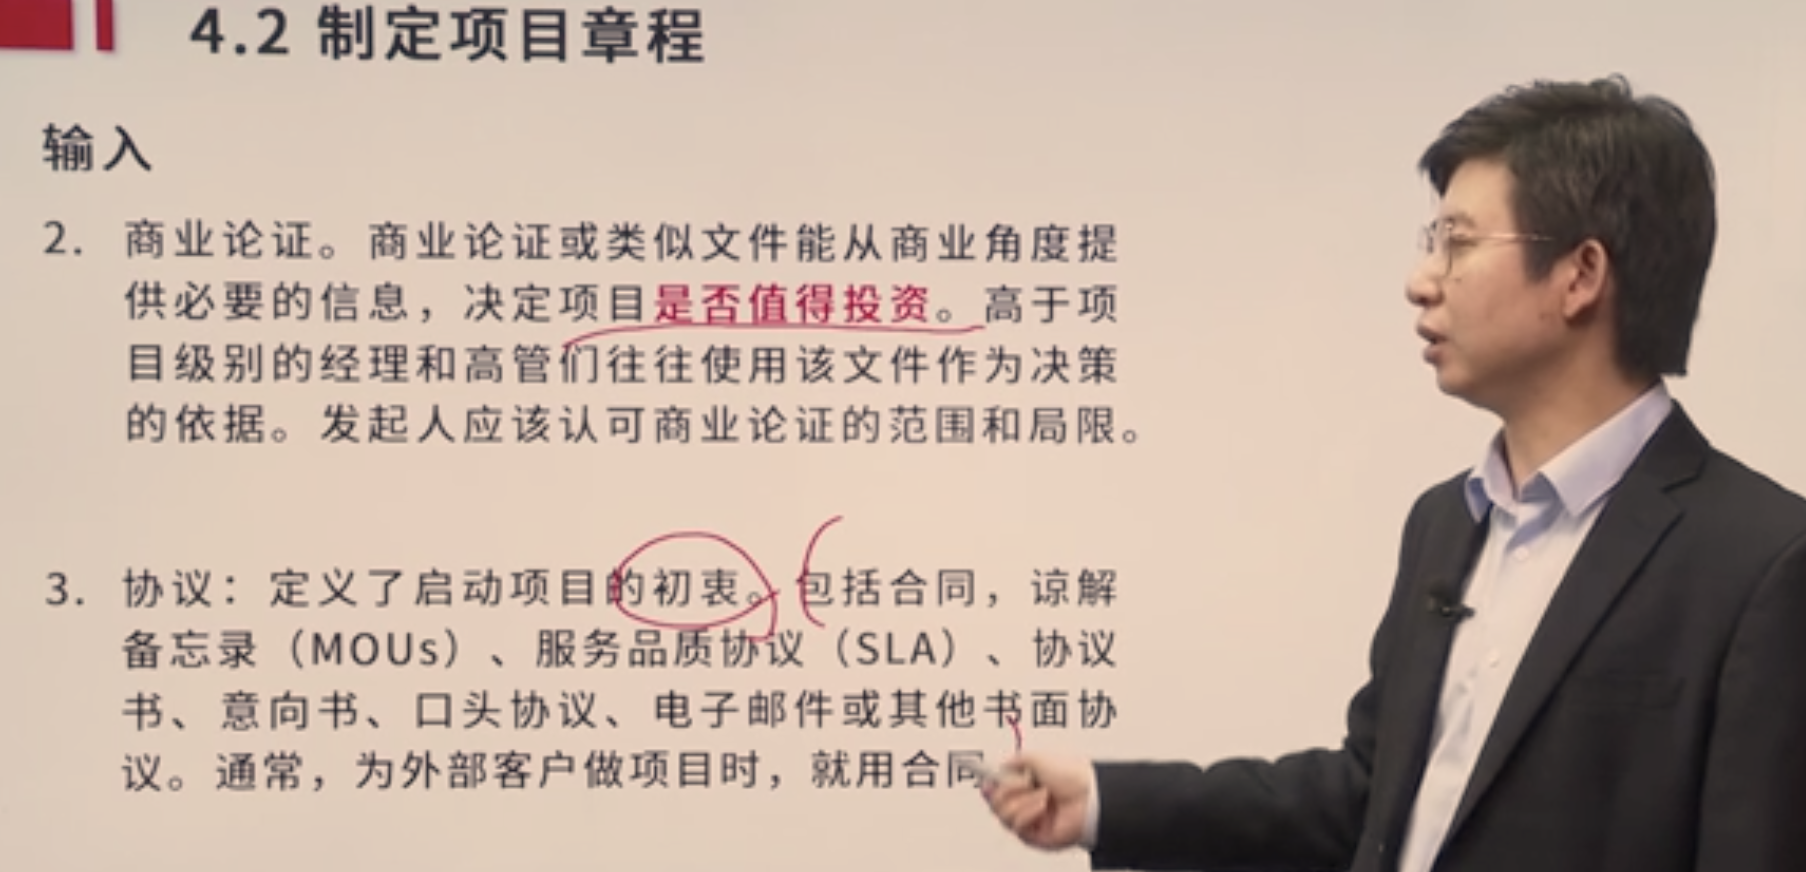 4.2 制定项目章程
输入
2. 商业论证。商业论证或类似文件能从商业角度提
供必要的信息，决定项目是否值得投资。高于项
目级别的经理和高管们往往使用该文件作为决策
的依据。发起人应该认可商业论证的范围和局限。
3. 协议：定义了启动项目的初衷。包括合同，谅解
备忘录（MOUs）、服务品质协议（SLA）、协议
书、意向书、口头协议、电子邮件或其他书面协
议。通常，为外部客户做项目时，就用合同